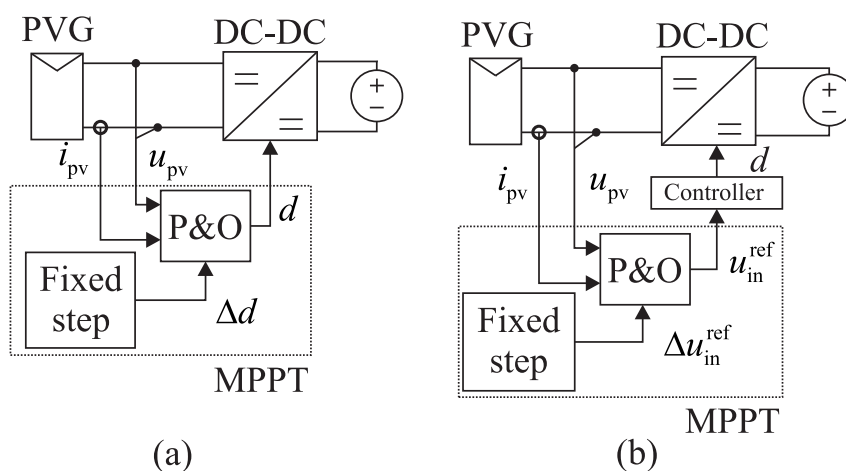 PVG
DC-DC
+
−
i_pv
u_pv
d
P&O
Fixed
step
Δd
MPPT
(a)
PVG
DC-DC
+
−
i_pv
u_pv
d
Controller
P&O
u_in^ref
Fixed
step
Δu_in^ref
MPPT
(b)